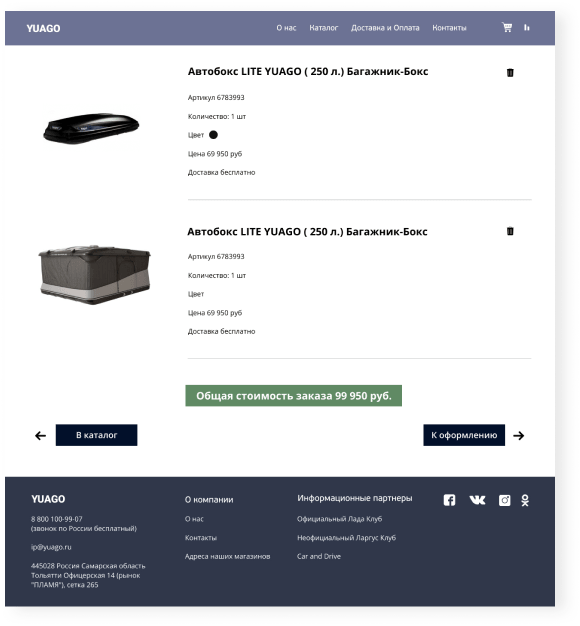 YUAGO
О нас Каталог Доставка и Оплата Контакты
Автобокс LITE YUAGO ( 250 л.) Багажник-Бокс
Артикул 6783993
Количество: 1 шт
Цвет
Цена 69 950 руб
Доставка бесплатно
Автобокс LITE YUAGO ( 250 л.) Багажник-Бокс
Артикул 6783993
Количество: 1 шт
Цвет
Цена 69 950 руб
Доставка бесплатно
Общая стоимость заказа 99 950 руб.
В каталог
К оформлению
YUAGO
8 800 100-99-07
(звонок по России бесплатный)
ip@yuago.ru
445028 Россия Самарская область
Тольятти Офицерская 14 (рынок
"ПЛАМЯ"), сетка 265
О компании
О нас
Контакты
Адреса наших магазинов
Информационные партнеры
Официальный Лада Клуб
Неофициальный Ларгус Клуб
Car and Drive